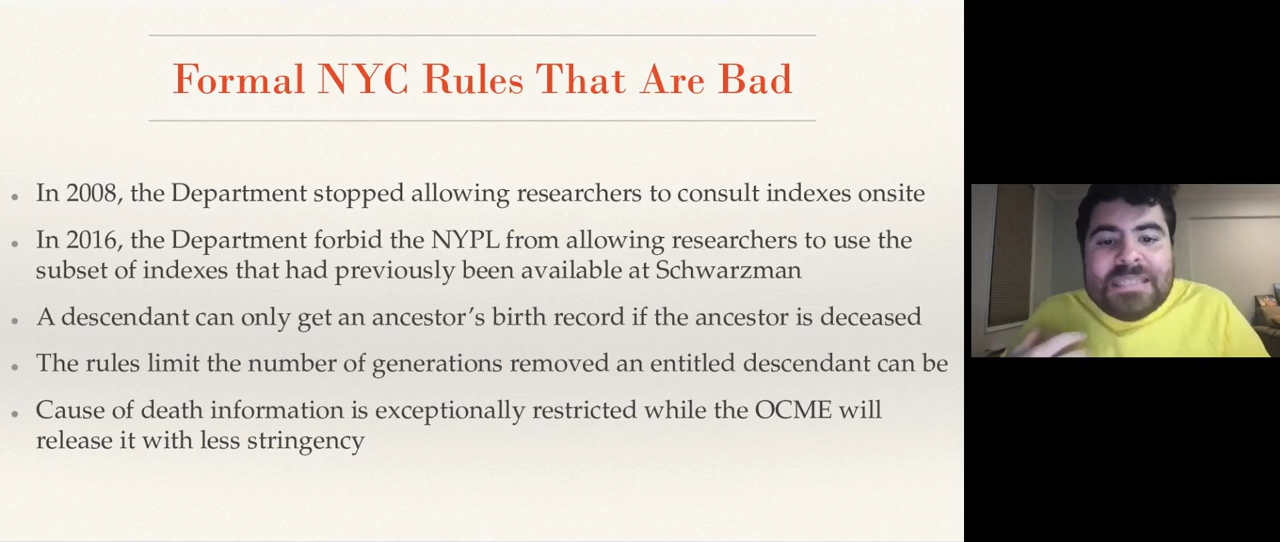 Formal NYC Rules That Are Bad
In 2008, the Department stopped allowing researchers to consult indexes onsite
In 2016, the Department forbid the NYPL from allowing researchers to use the
subset of indexes that had previously been available at Schwarzman
A descendant can only get an ancestor’s birth record if the ancestor is deceased
The rules limit the number of generations removed an entitled descendant can be
Cause of death information is exceptionally restricted while the OCME will
release it with less stringency